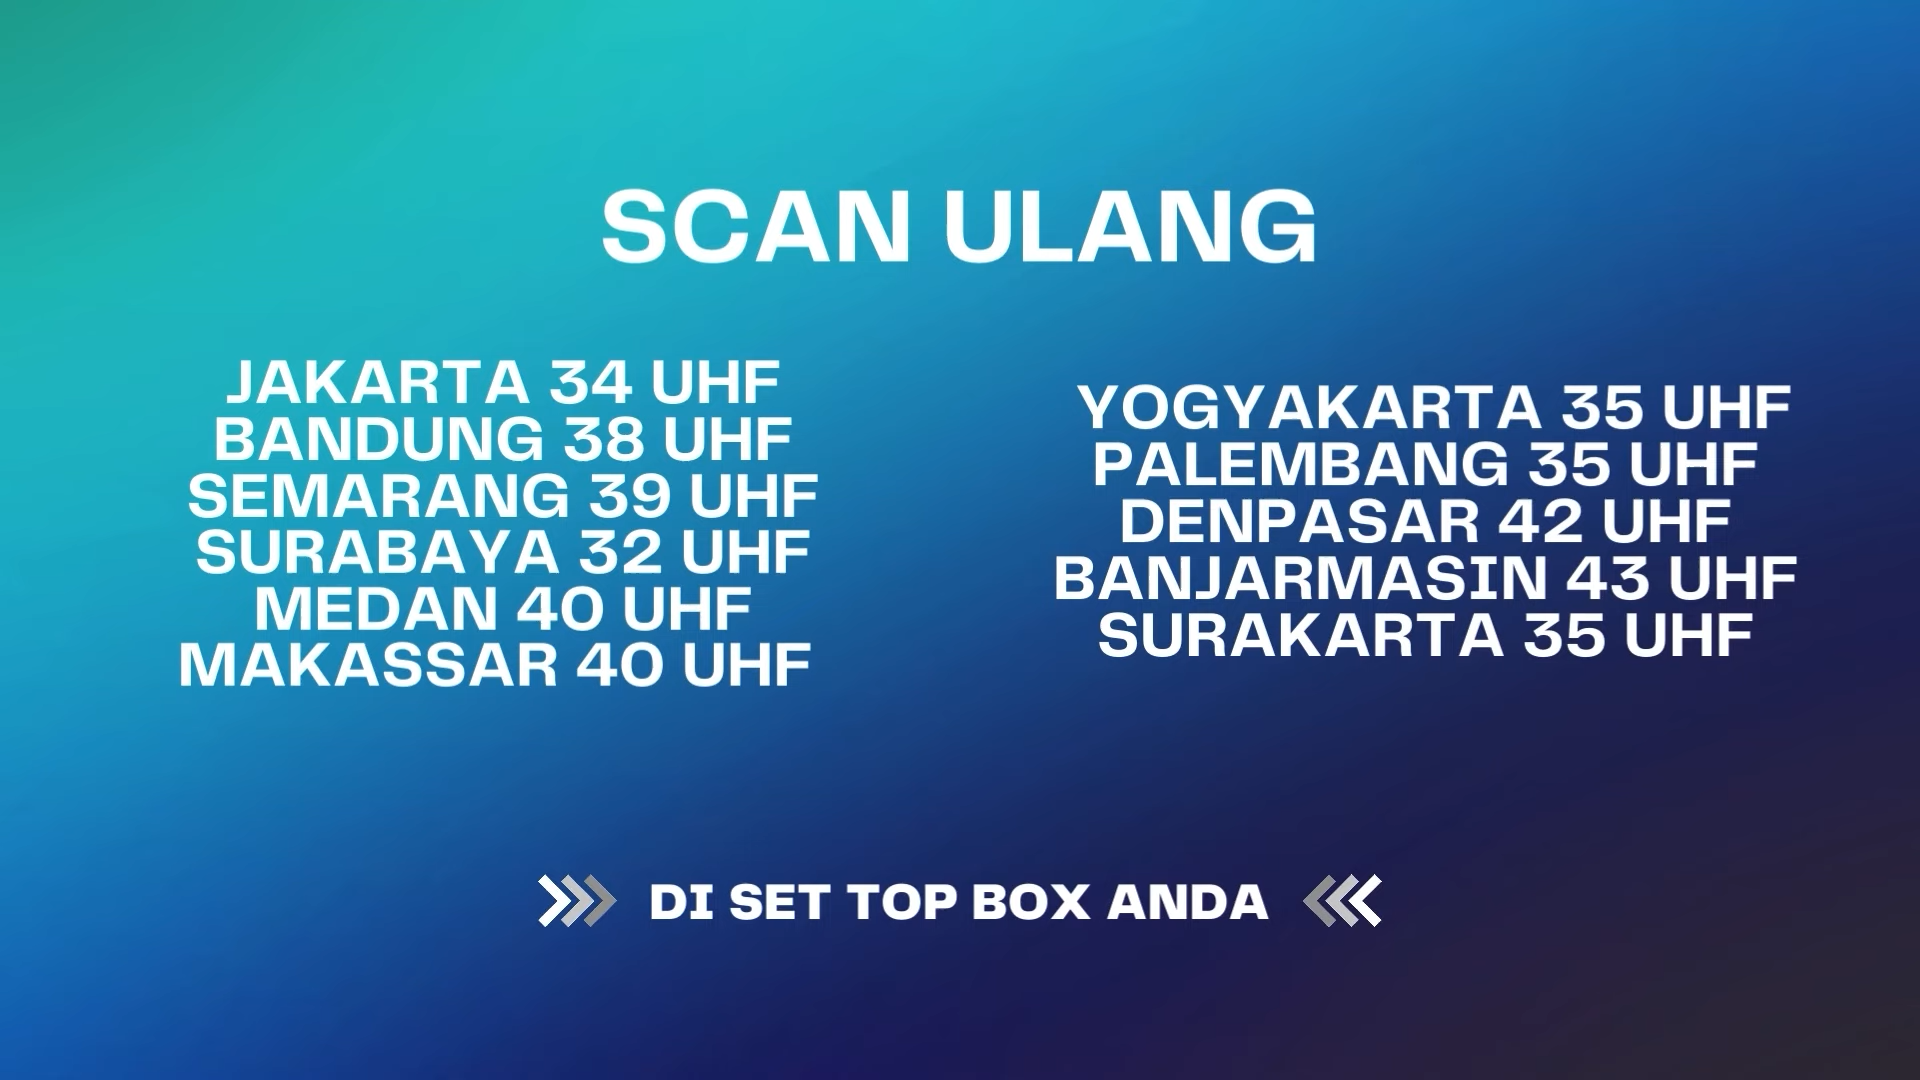 SCAN ULANG
JAKARTA 34 UHF
BANDUNG 38 UHF
SEMARANG 39 UHF
SURABAYA 32 UHF
MEDAN 40 UHF
MAKASSAR 40 UHF
YOGYAKARTA 35 UHF
PALEMBANG 35 UHF
DENPASAR 42 UHF
BANJARMASIN 43 UHF
SURAKARTA 35 UHF
DI SET TOP BOX ANDA